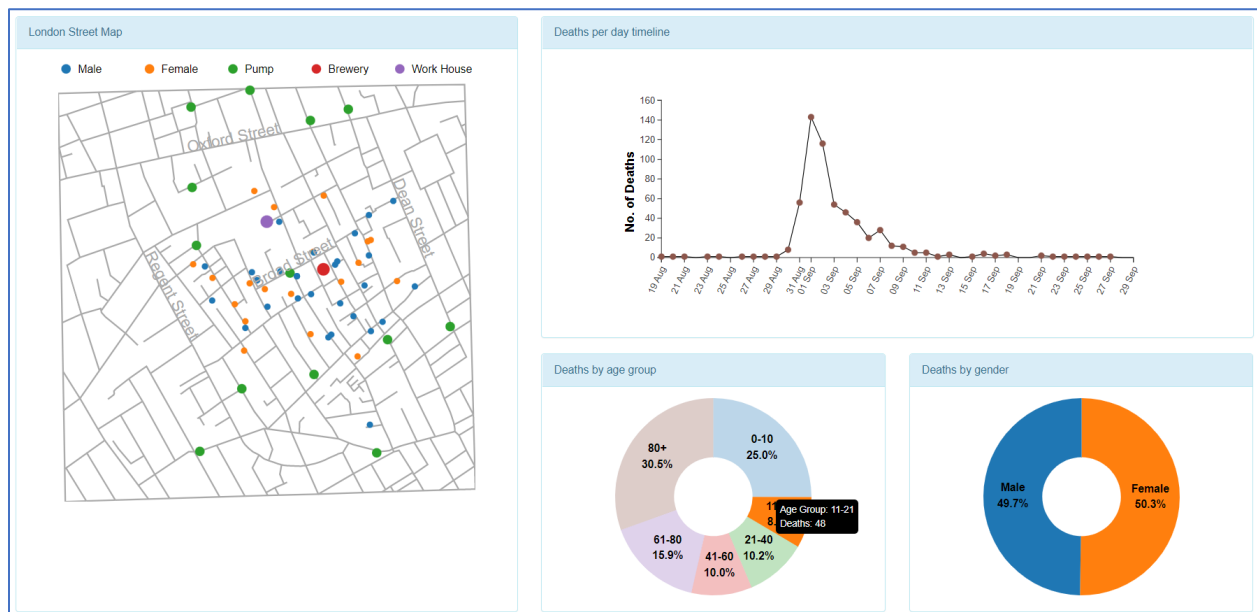 London Street Map
Male
Female
Pump
Brewery
Work House
Oxford Street
Dean Street
Broad Street
Regent Street
Deaths per day timeline
No. of Deaths
160
140
120
100
80
60
40
20
0
19 Aug
21 Aug
23 Aug
25 Aug
27 Aug
29 Aug
31 Aug
01 Sep
03 Sep
05 Sep
07 Sep
09 Sep
11 Sep
13 Sep
15 Sep
17 Sep
19 Sep
21 Sep
23 Sep
25 Sep
27 Sep
29 Sep
Deaths by age group
80+
30.5%
0-10
25.0%
Age Group: 11-21
Deaths: 48
61-80
15.9%
41-60
10.0%
21-40
10.2%
Deaths by gender
Male
49.7%
Female
50.3%